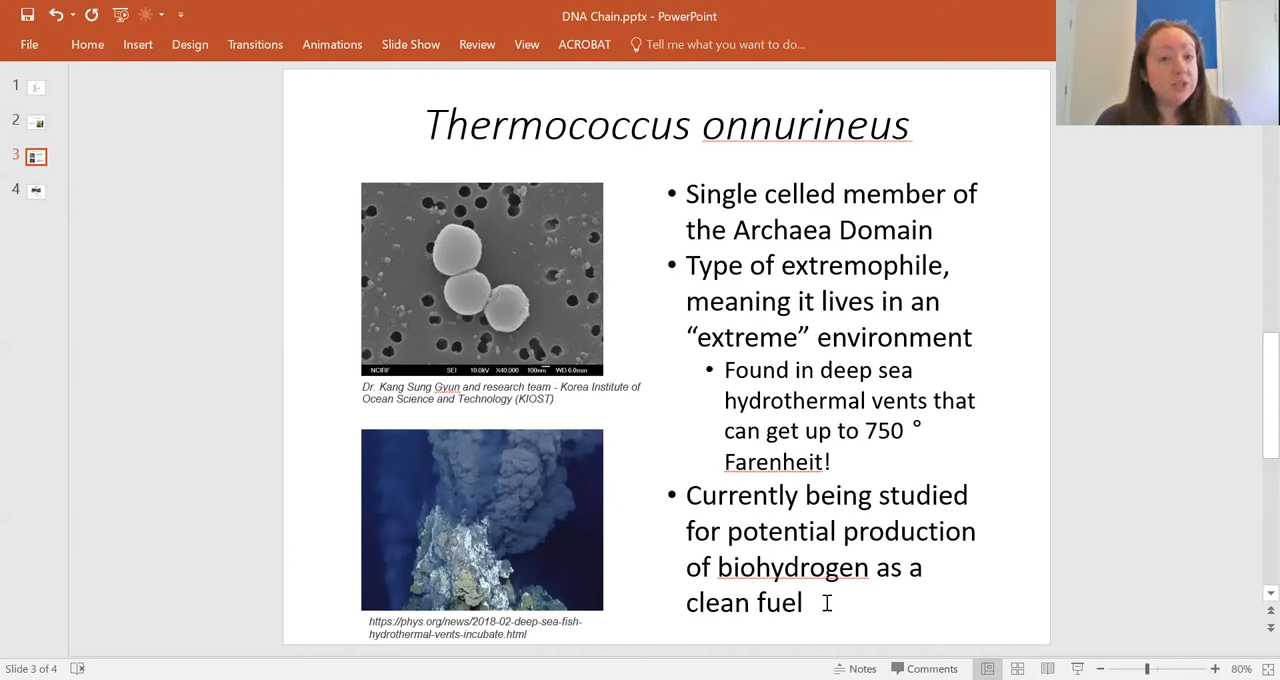 DNA Chain.pptx - PowerPoint
File Home Insert Design Transitions Animations Slide Show Review View ACROBAT Tell me what you want to do...
1
2
3
4
Thermococcus onnurineus
NCIRF SEI 10.0kV X40,000 100nm WD 6.0mm
Dr. Kang Sung Gyun and research team - Korea Institute of
Ocean Science and Technology (KIOST)
https://phys.org/news/2018-02-deep-sea-fish-
hydrothermal-vents-incubate.html
• Single celled member of
the Archaea Domain
• Type of extremophile,
meaning it lives in an
“extreme” environment
• Found in deep sea
hydrothermal vents that
can get up to 750 °
Farenheit!
• Currently being studied
for potential production
of biohydrogen as a
clean fuel
Slide 3 of 4 Notes Comments 80%